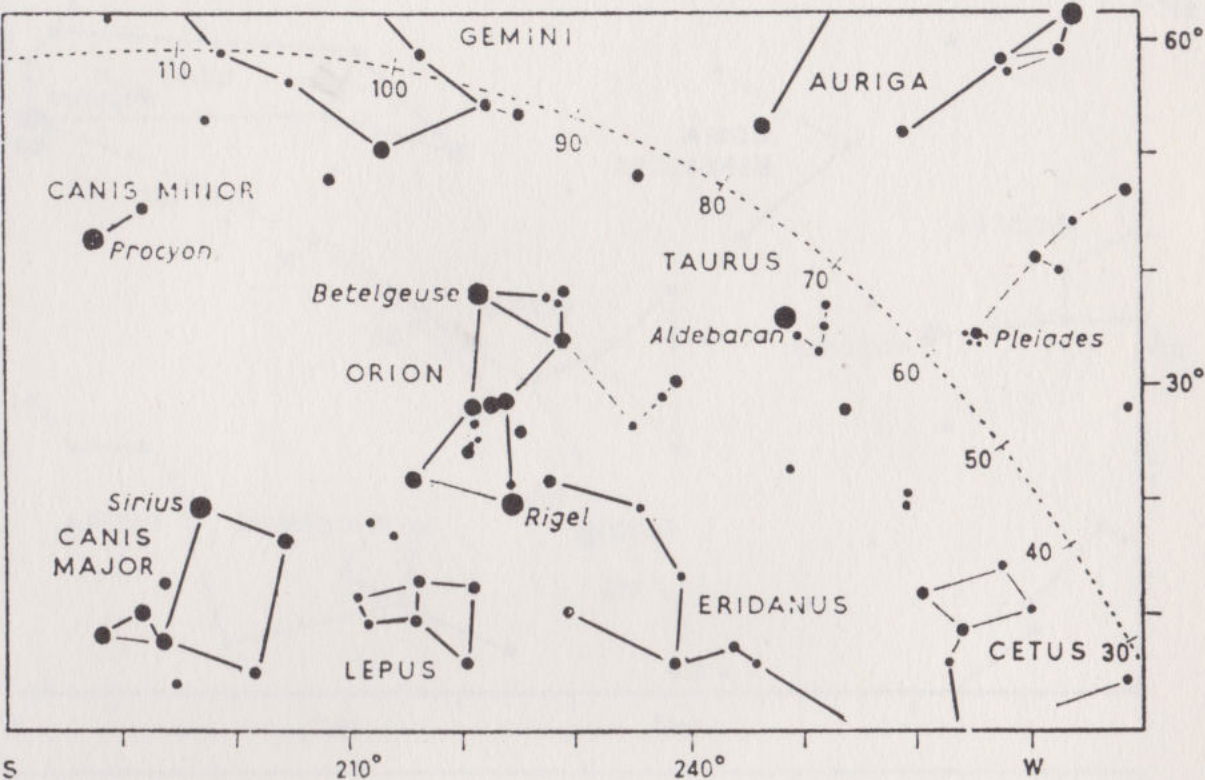 GEMINI
60°
110
100
AURIGA
90
CANIS MINOR
80
Procyon
TAURUS
70
Betelgeuse
Aldebaran
Pleiades
ORION
60
30°
50
Sirius
Rigel
CANIS
MAJOR
40
ERIDANUS
LEPUS
CETUS 30
S
210°
240°
W